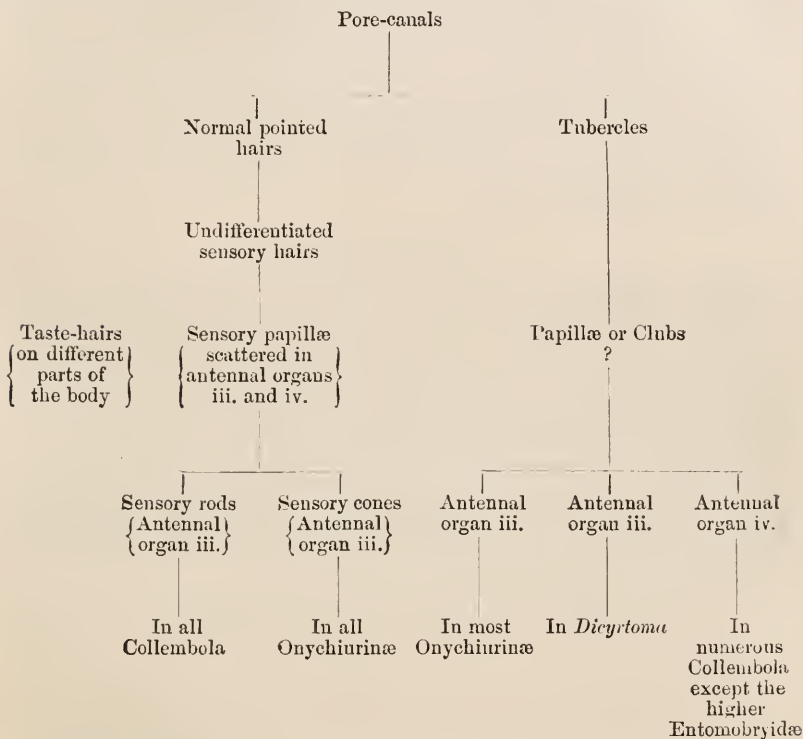 Pore-canals
Normal pointed
hairs
Tubercles
Undifferentiated
sensory hairs
Taste-hairs
on different
parts of
the body
Sensory papillæ
scattered in
antennal organs
iii. and iv.
Papillæ or Clubs
?
Sensory rods
{Antennal
organ iii.}
Sensory cones
{Antennal
organ iii.}
Antennal
organ iii.
Antennal
organ iii.
Antennal
organ iv.
In all
Collembola
In all
Onychiurinæ
In most
Onychiurinæ
In Dicyrtoma
In
numerous
Collembola
except the
higher
Entomobryidæ